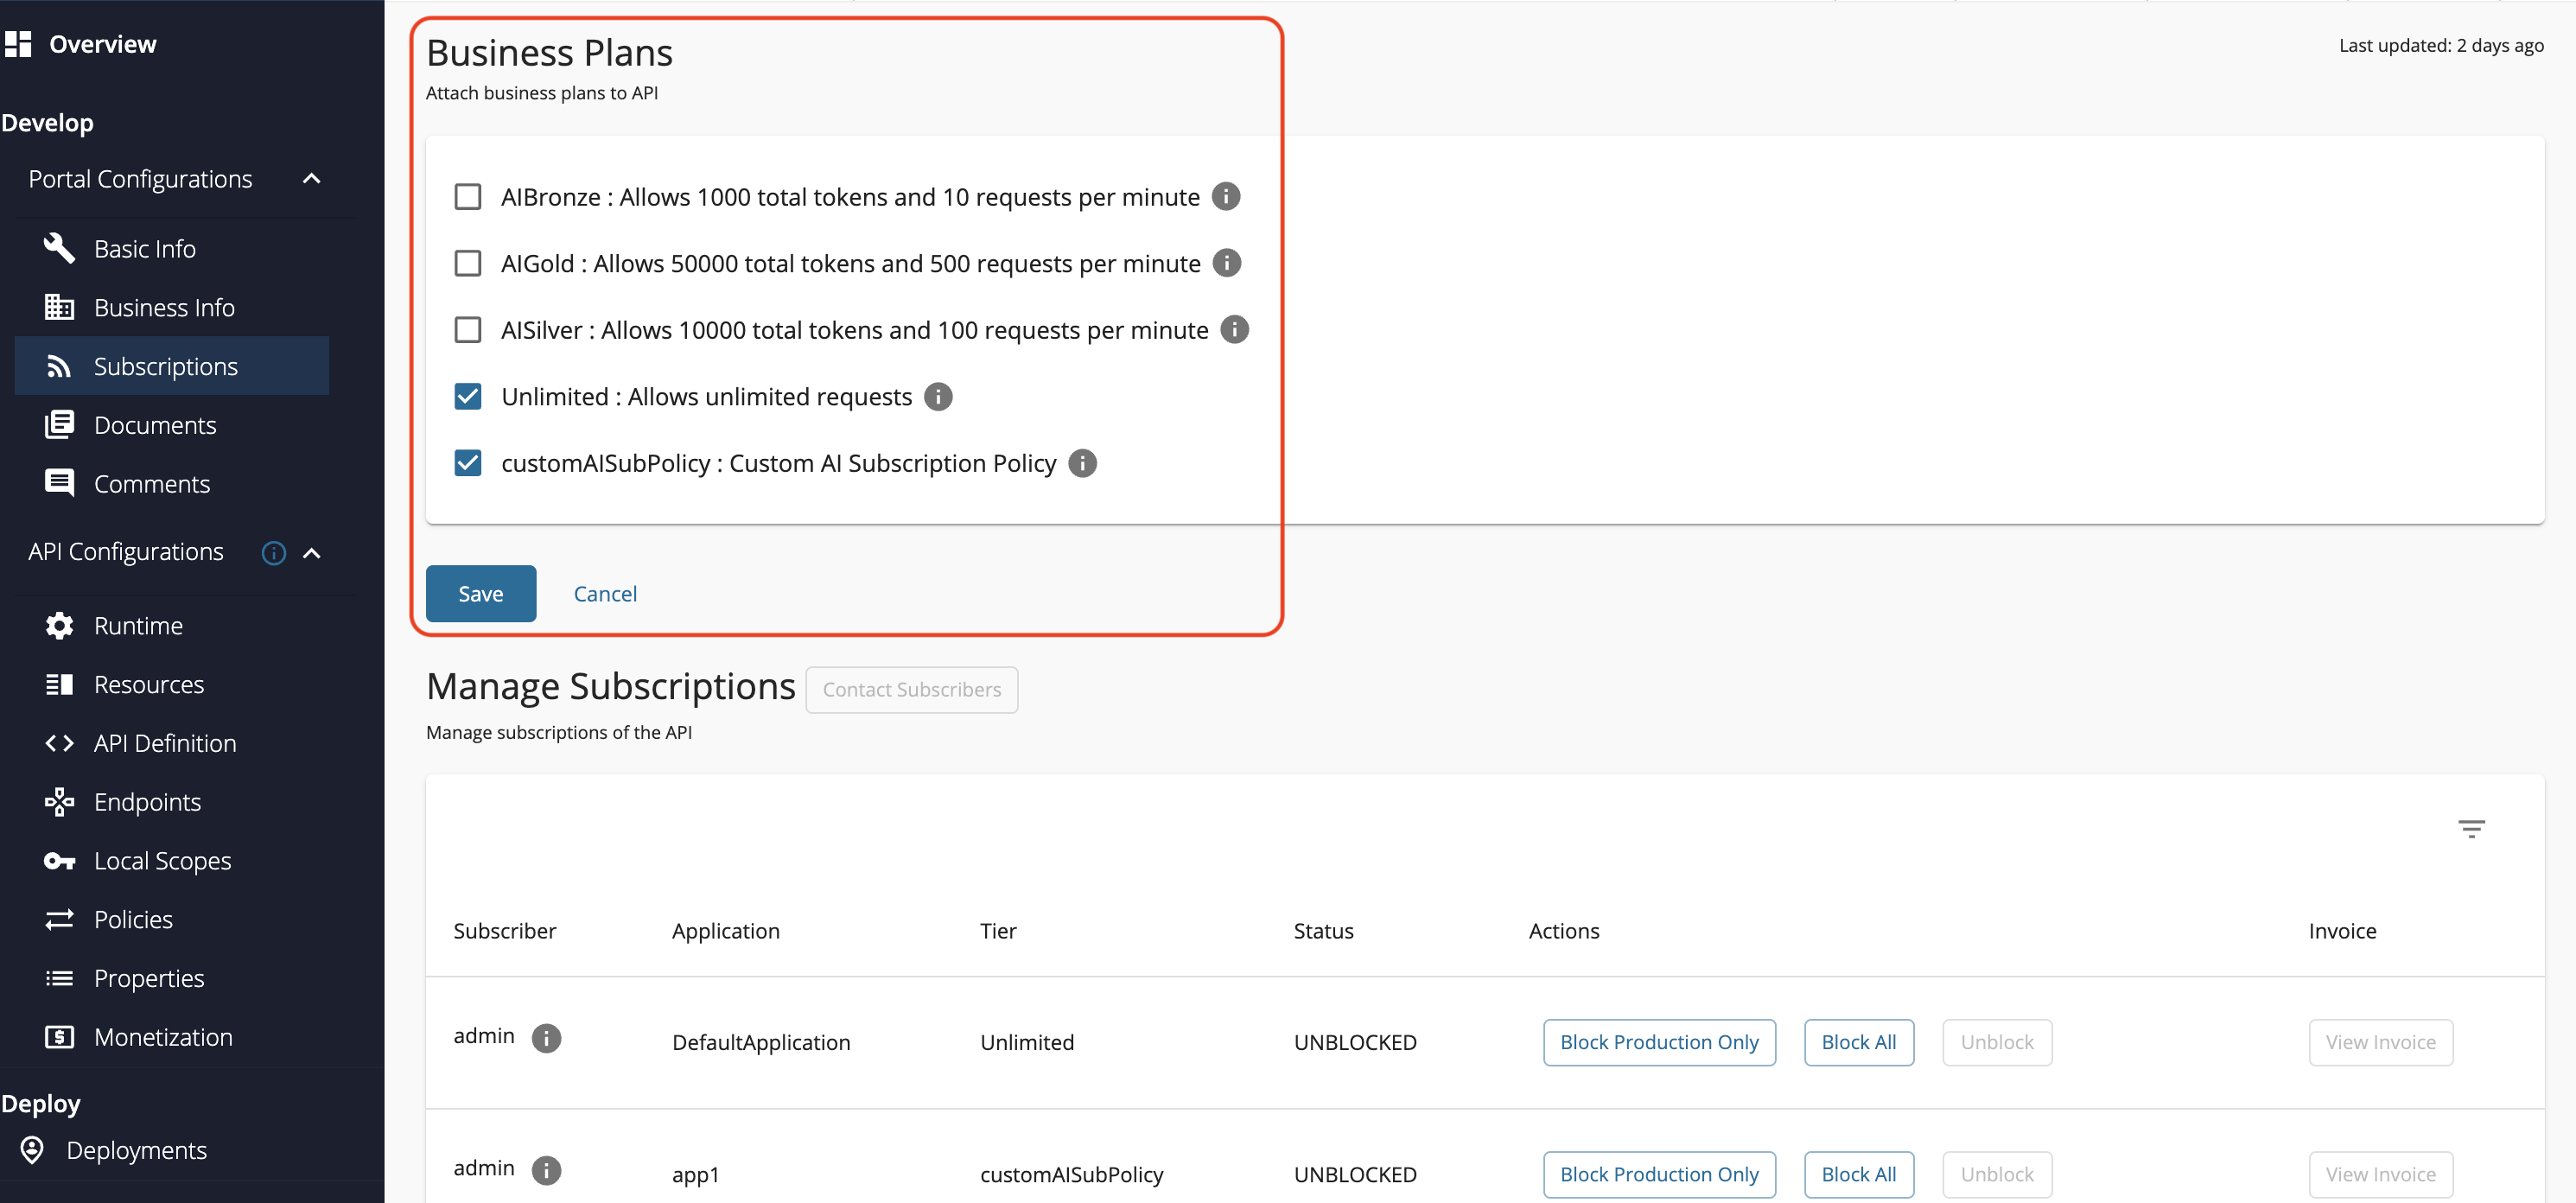 Overview
Develop
Portal Configurations
Basic Info
Business Info
Subscriptions
Documents
Comments
API Configurations
Runtime
Resources
API Definition
Endpoints
Local Scopes
Policies
Properties
Monetization
Deploy
Deployments
Business Plans
Last updated: 2 days ago
Attach business plans to API
AIBronze : Allows 1000 total tokens and 10 requests per minute
AIGold : Allows 50000 total tokens and 500 requests per minute
AISilver : Allows 10000 total tokens and 100 requests per minute
Unlimited : Allows unlimited requests
customAISubPolicy : Custom AI Subscription Policy
Save Cancel
Manage Subscriptions Contact Subscribers
Manage subscriptions of the API
Subscriber Application Tier Status Actions Invoice
admin DefaultApplication Unlimited UNBLOCKED Block Production Only Block All Unblock View Invoice
admin app1 customAISubPolicy UNBLOCKED Block Production Only Block All Unblock View Invoice